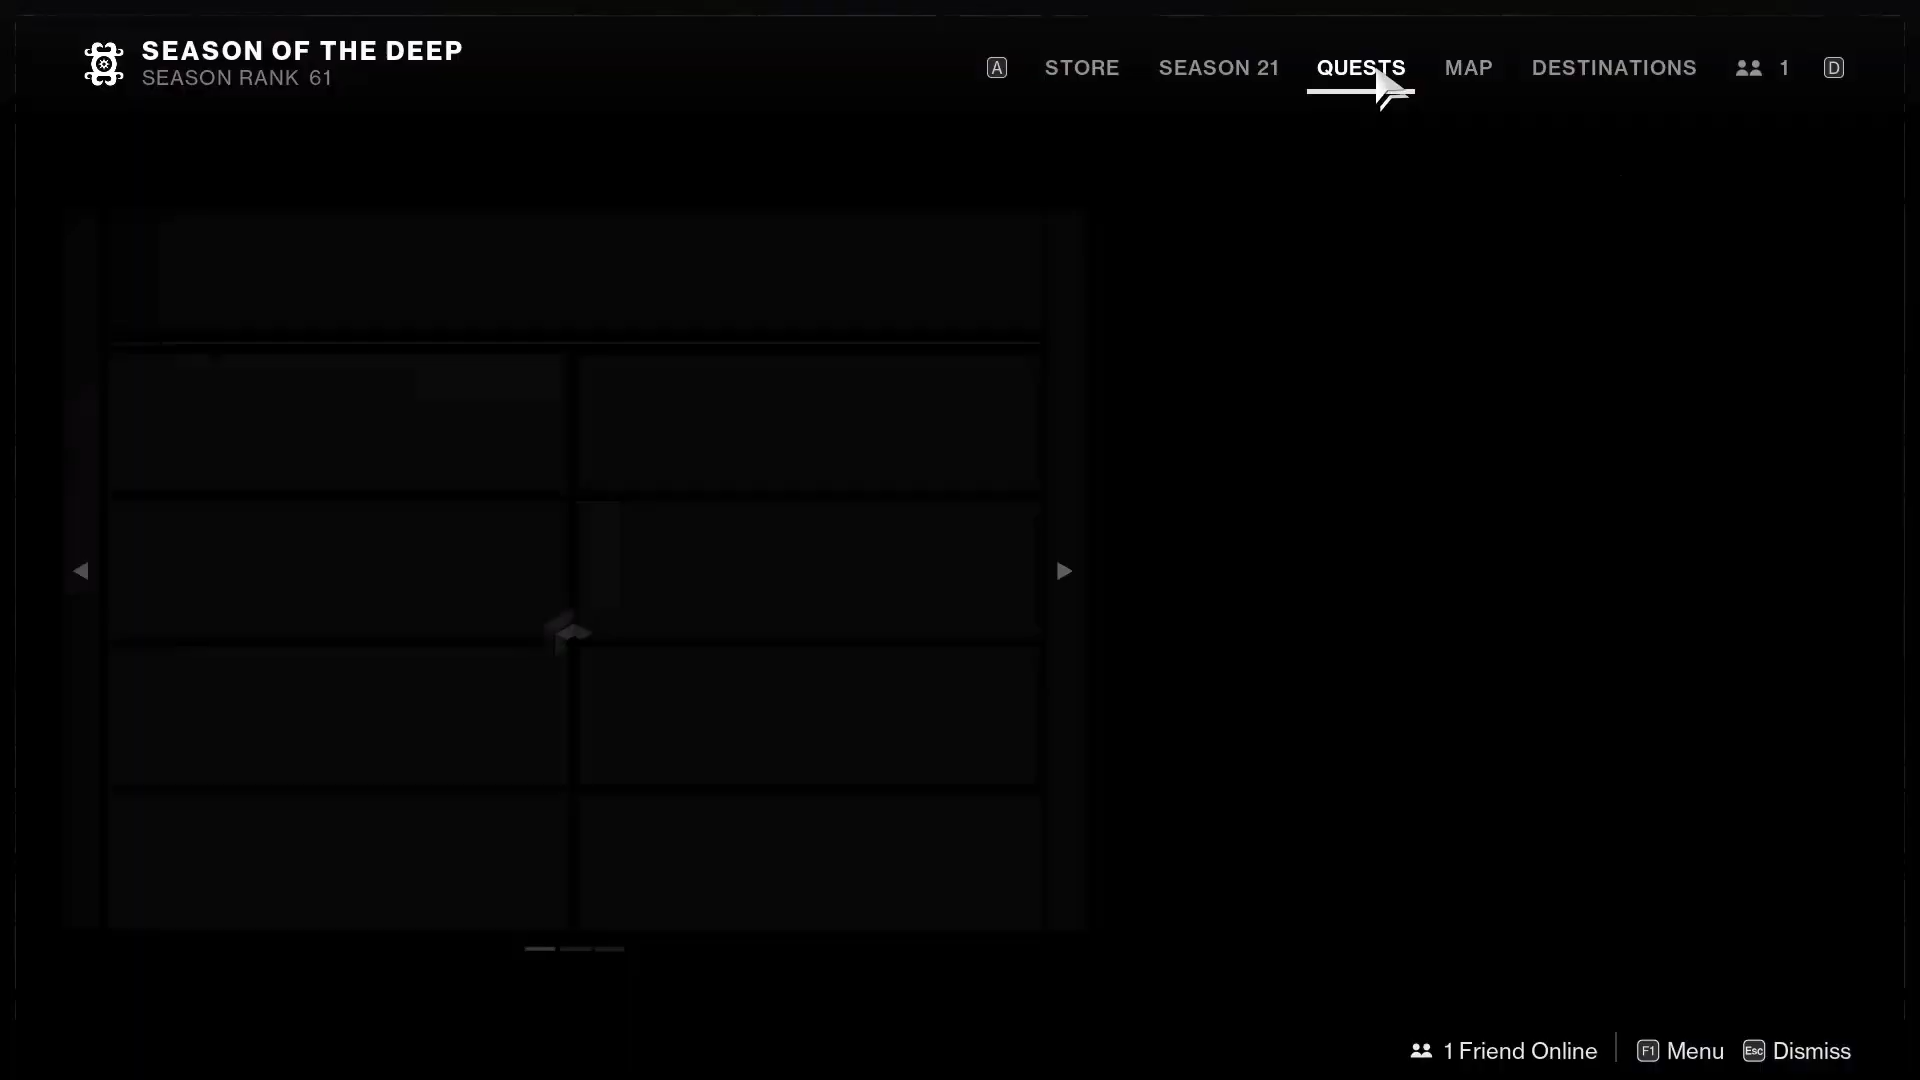 SEASON OF THE DEEP
SEASON RANK 61
A STORE SEASON 21 QUESTS MAP DESTINATIONS 1 D
1 Friend Online F1 Menu Esc Dismiss